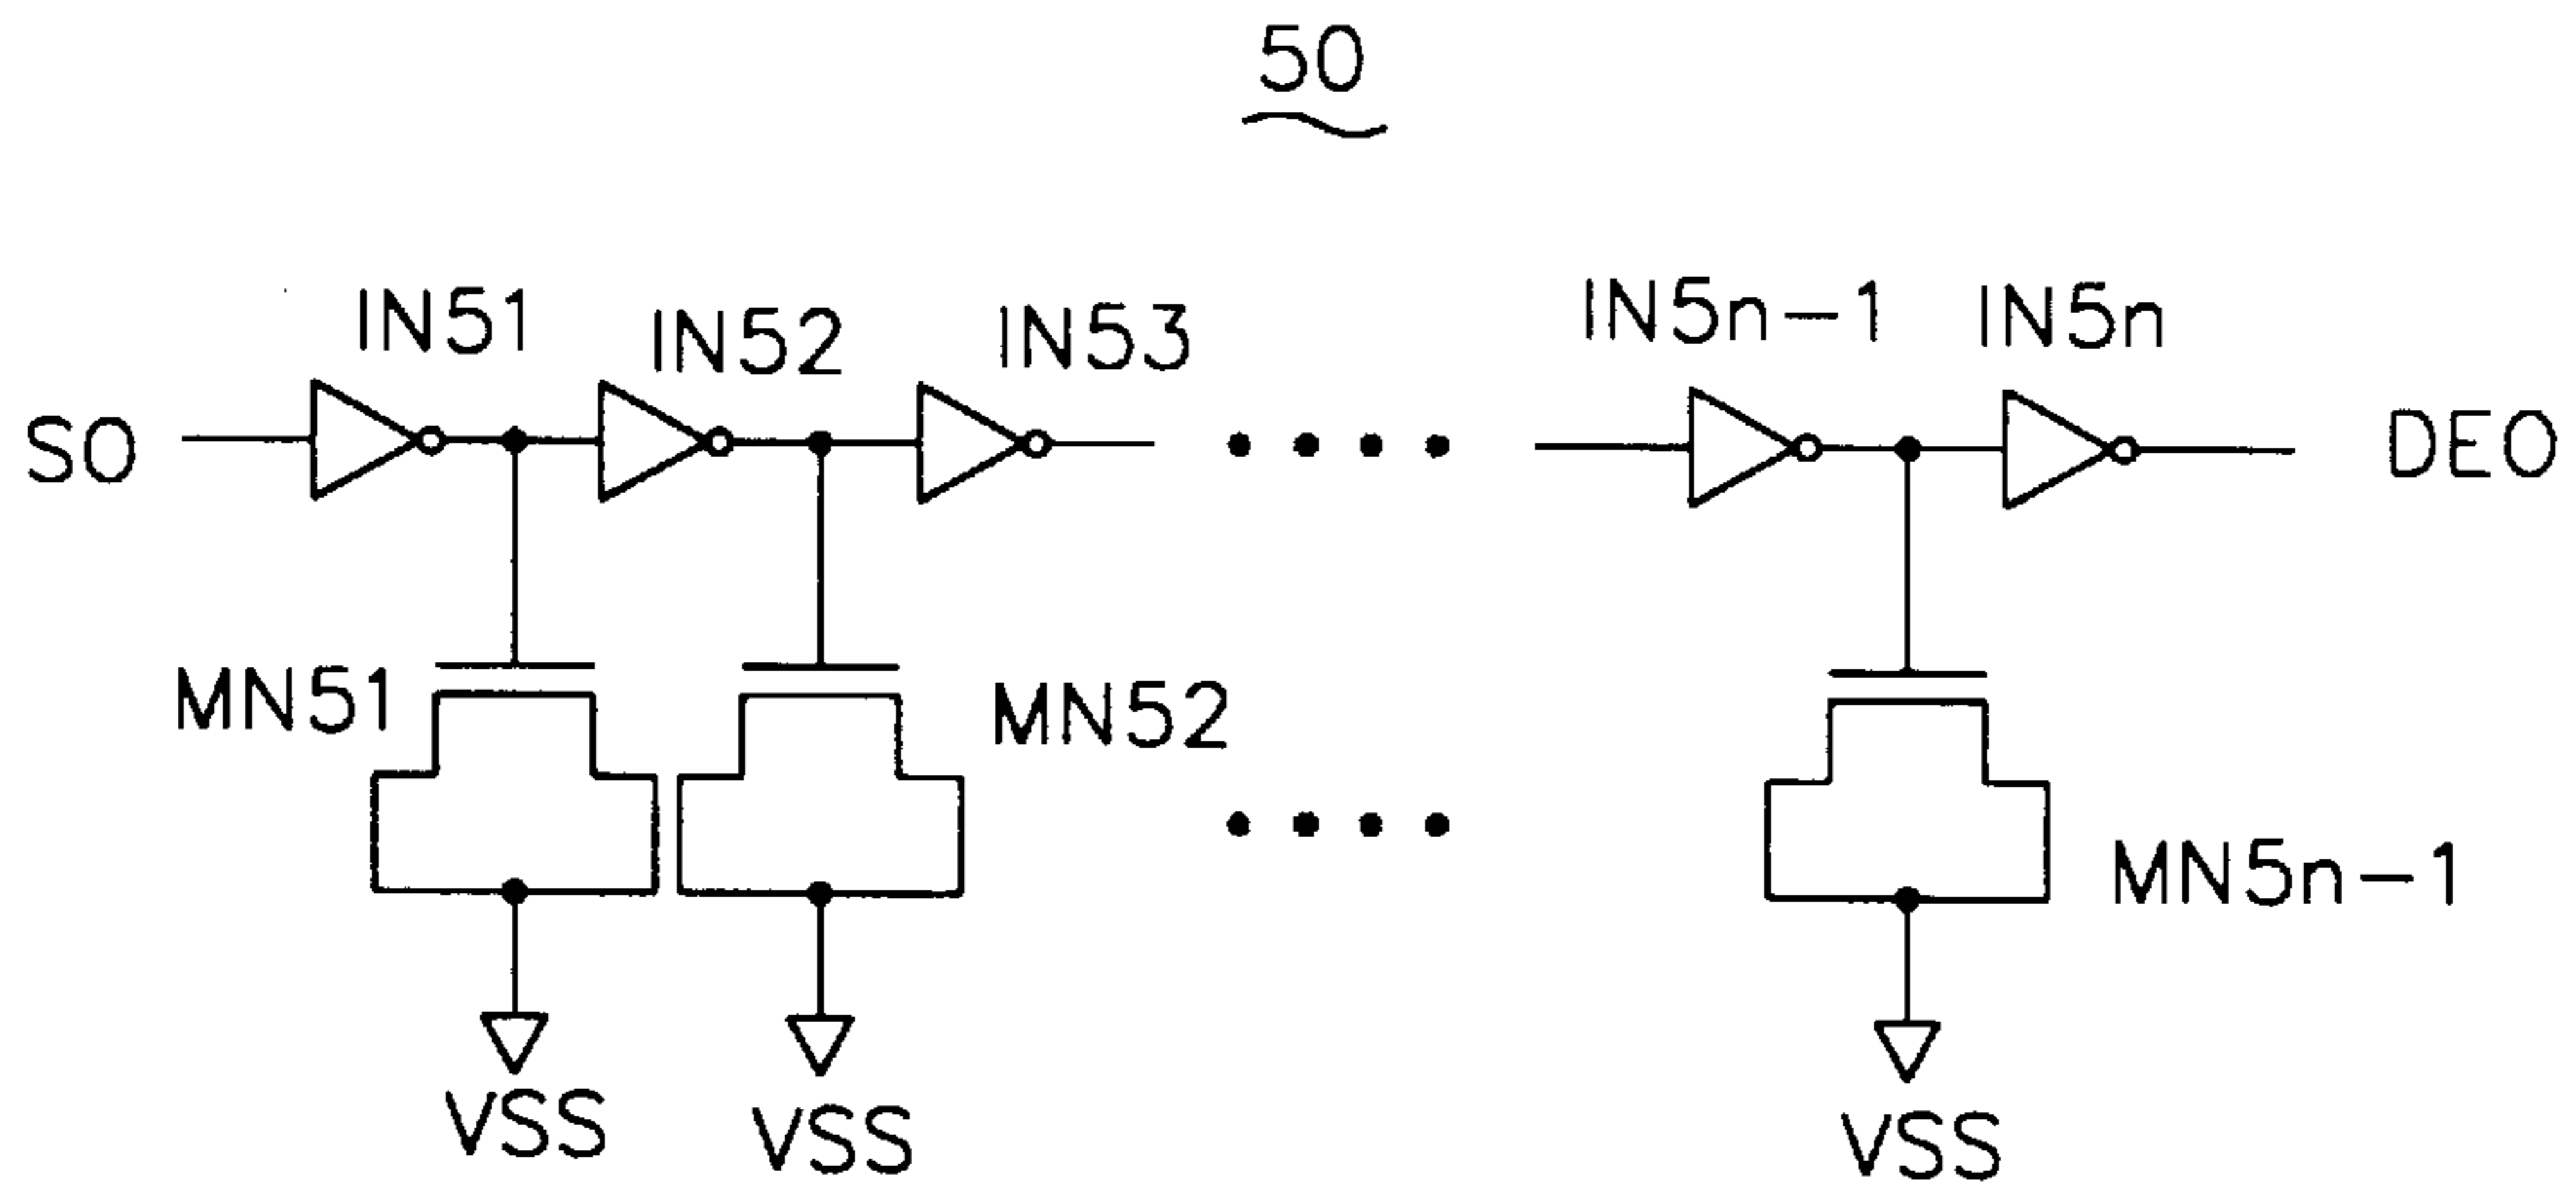 50
IN51 IN52 IN53 IN5n-1 IN5n
SO DEO
MN51 MN52
MN5n-1
VSS VSS VSS